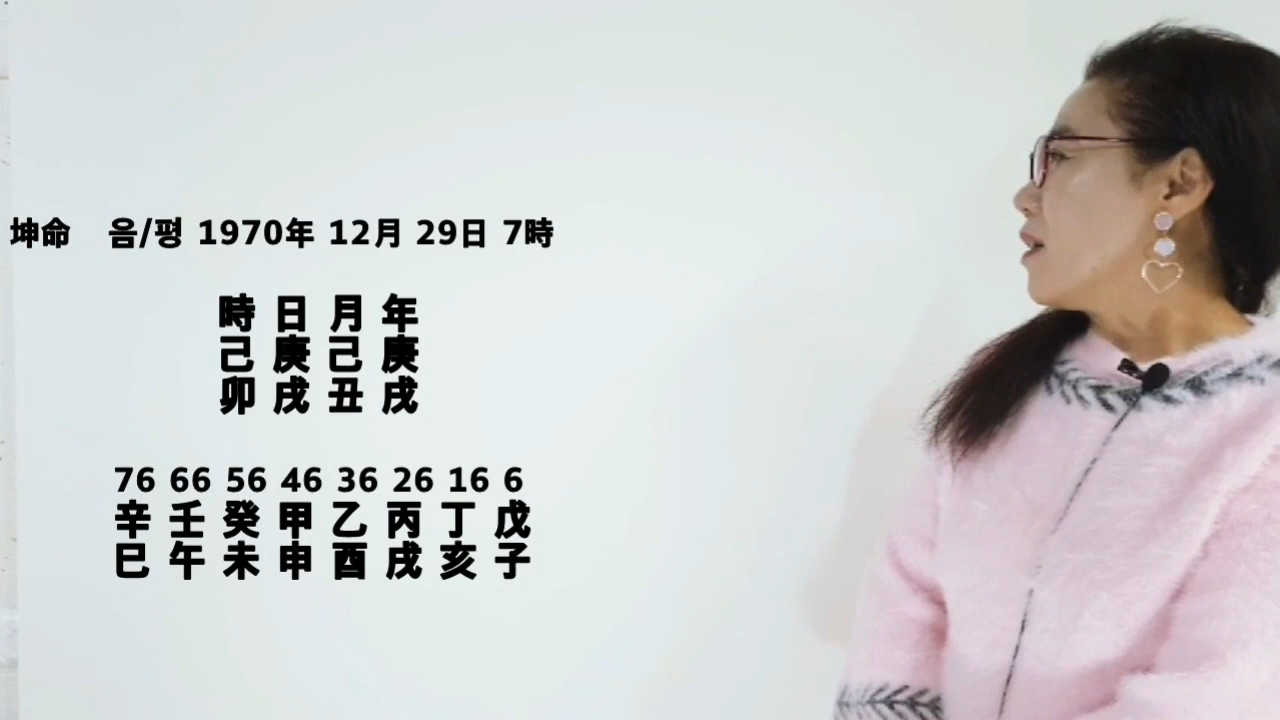 坤命 음/평 1970年 12月 29日 7時
時 日 月 年
己 庚 己 庚
卯 戌 丑 戌
76 66 56 46 36 26 16 6
辛 壬 癸 甲 乙 丙 丁 戊
巳 午 未 申 酉 戌 亥 子